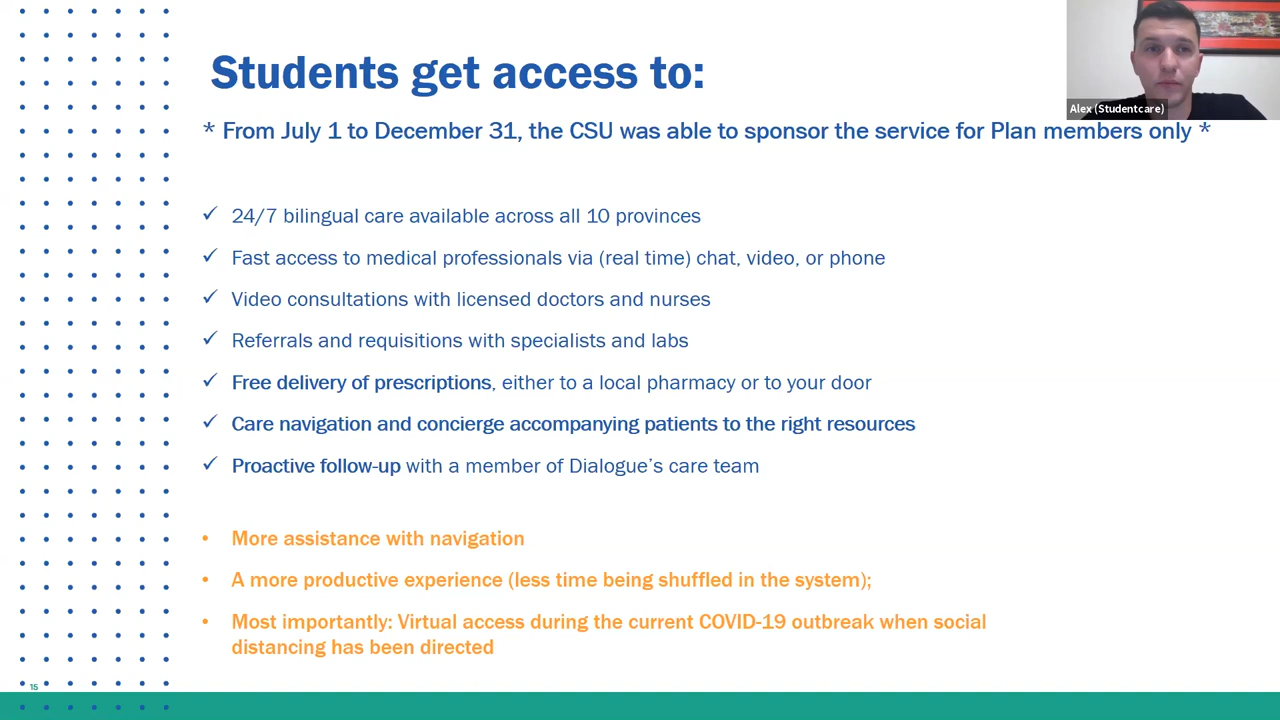 Students get access to:
Alex (Studentcare)
* From July 1 to December 31, the CSU was able to sponsor the service for Plan members only *
24/7 bilingual care available across all 10 provinces
Fast access to medical professionals via (real time) chat, video, or phone
Video consultations with licensed doctors and nurses
Referrals and requisitions with specialists and labs
Free delivery of prescriptions, either to a local pharmacy or to your door
Care navigation and concierge accompanying patients to the right resources
Proactive follow-up with a member of Dialogue's care team
• More assistance with navigation
• A more productive experience (less time being shuffled in the system);
• Most importantly: Virtual access during the current COVID-19 outbreak when social
distancing has been directed
15